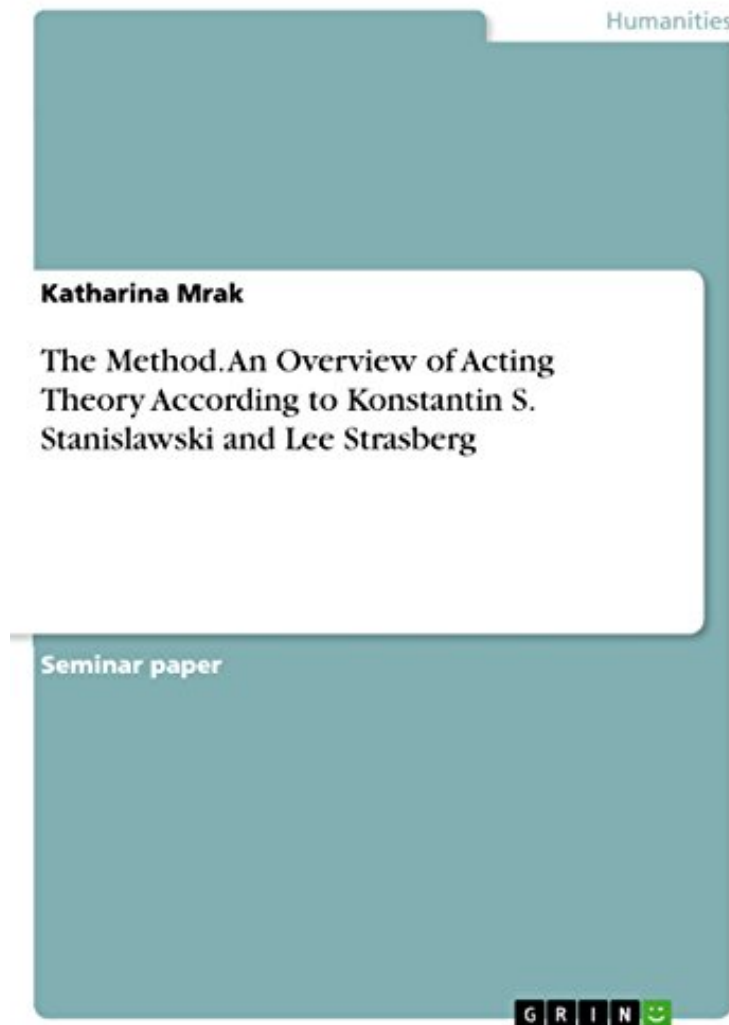 Humanities
Katharina Mrak
The Method. An Overview of Acting
Theory According to Konstantin S.
Stanislawski and Lee Strasberg
Seminar paper
GRIN